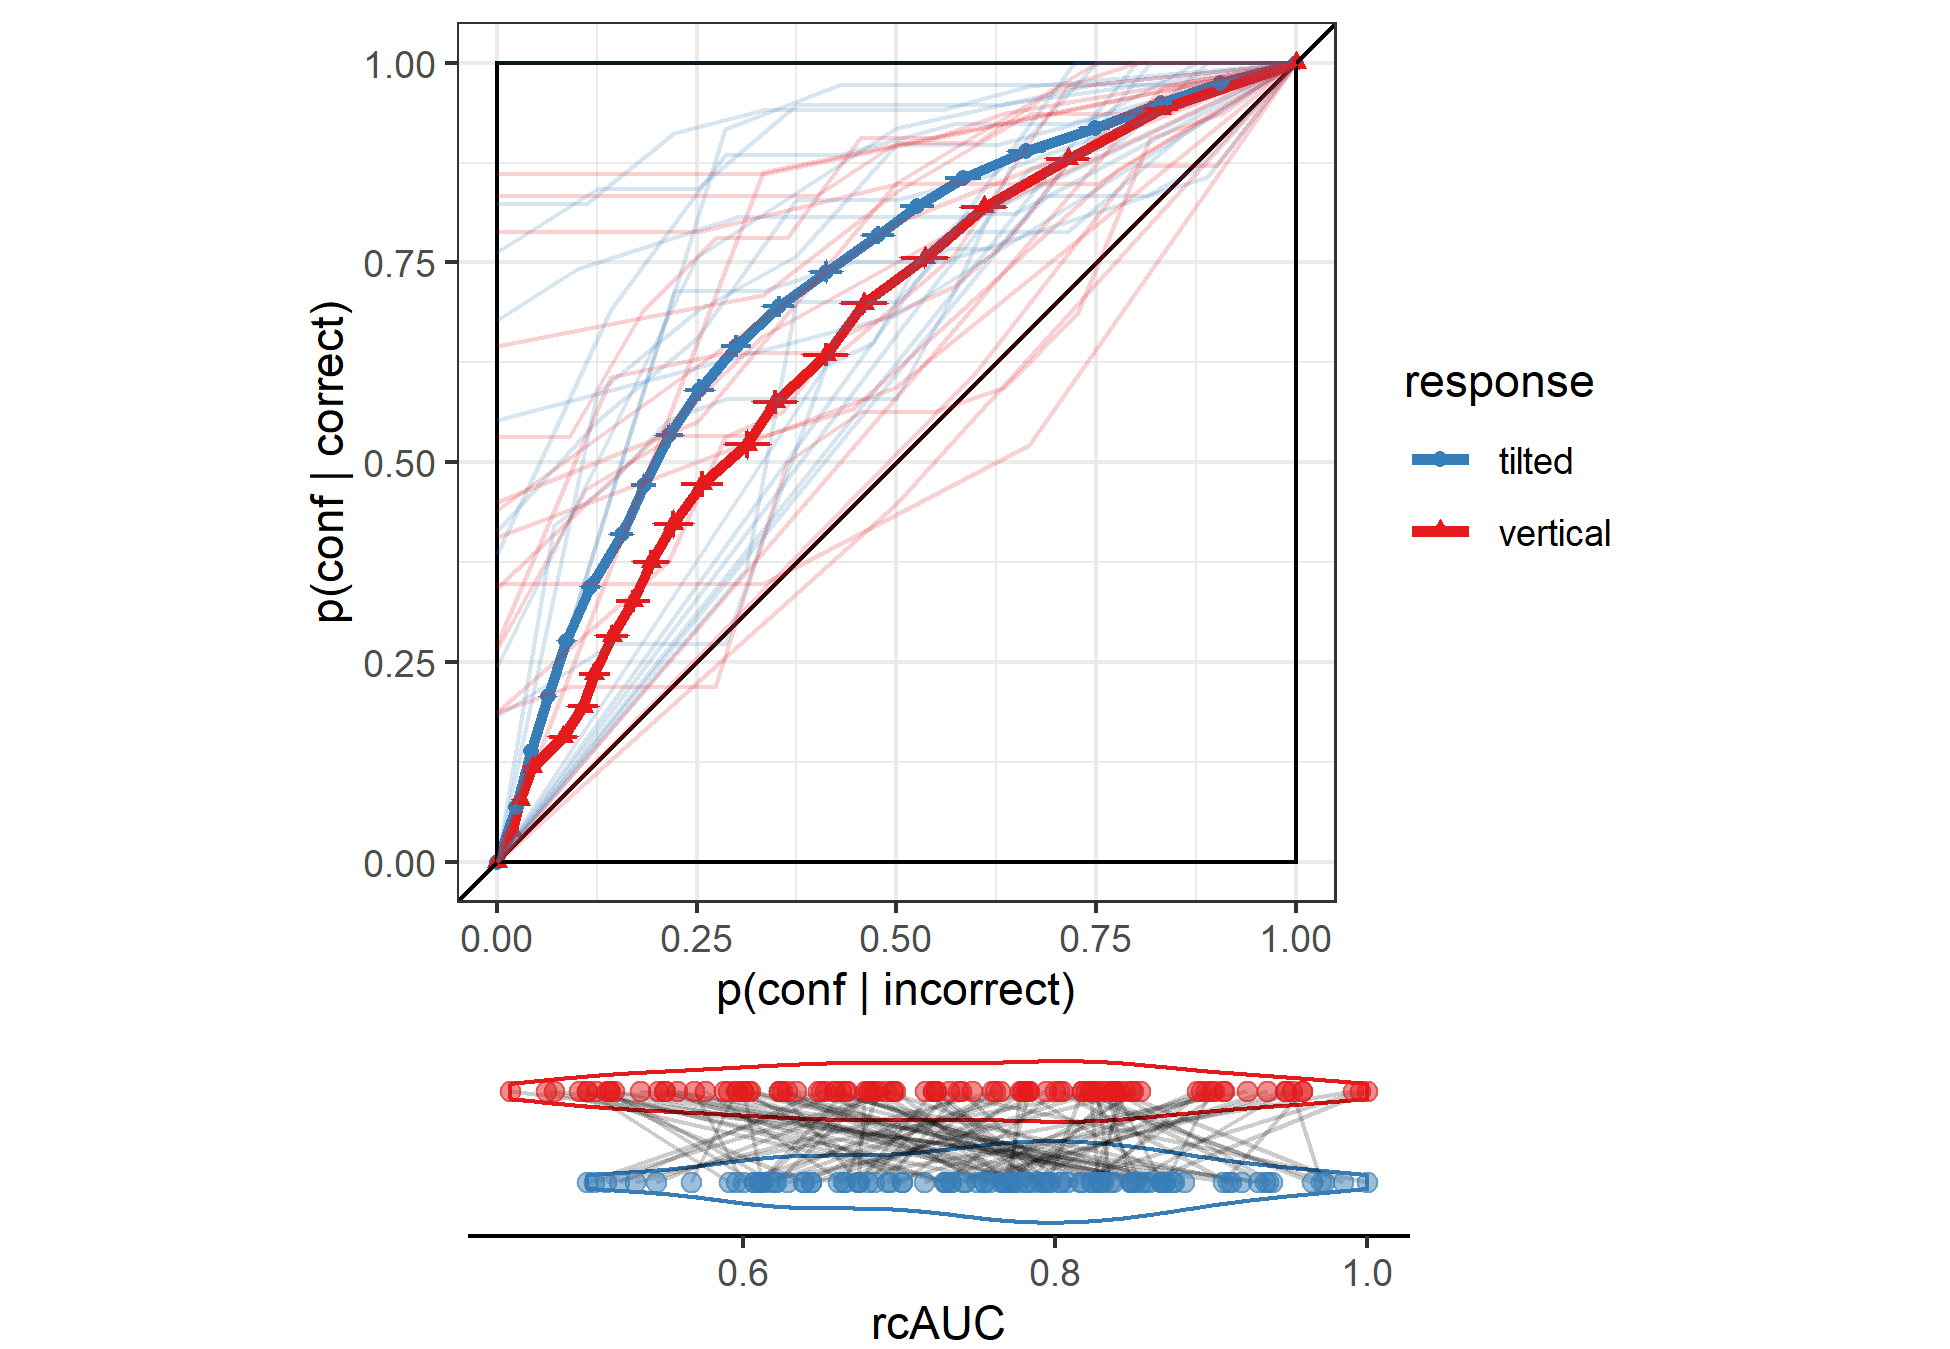 1.00
0.75
0.50
0.25
0.00
p(conf | correct)
0.00 0.25 0.50 0.75 1.00
p(conf | incorrect)
response
tilted
vertical
0.6 0.8 1.0
rcAUC